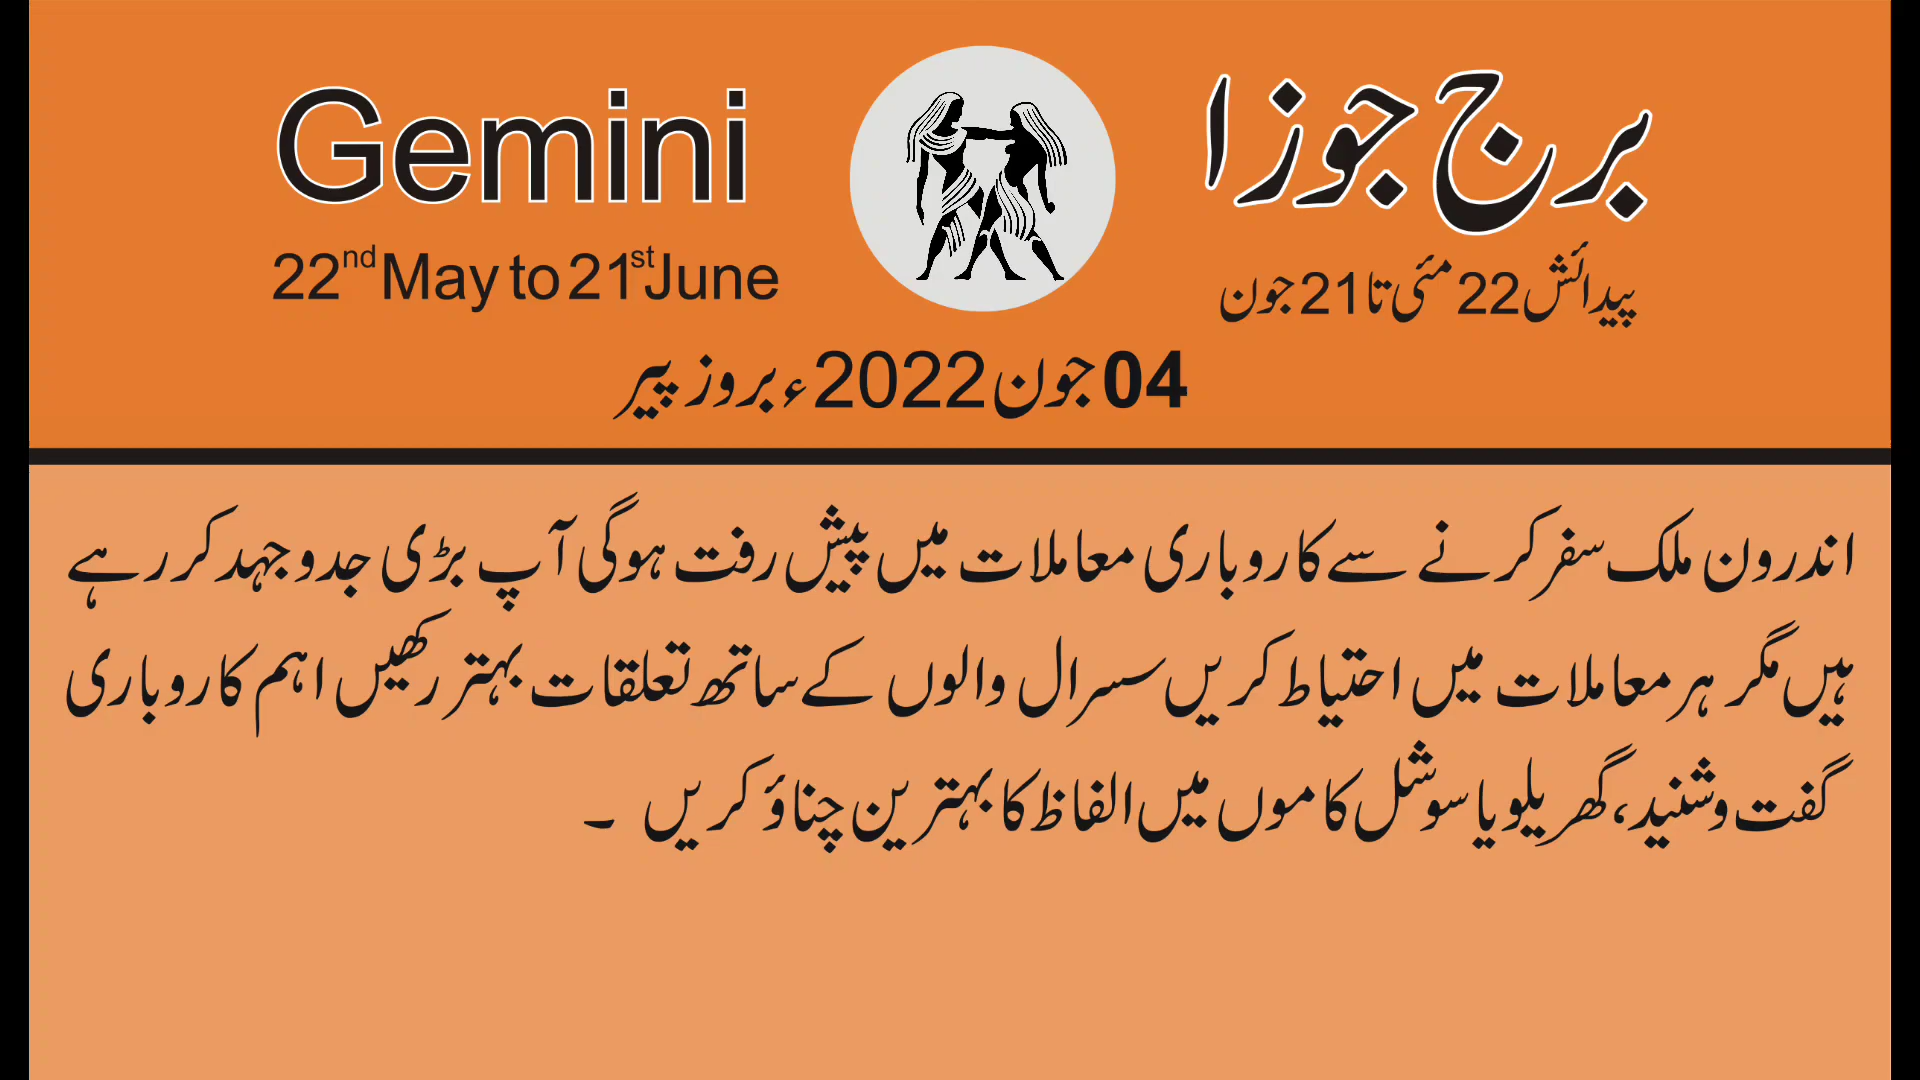 Gemini
برج جوزا
22nd May to 21st June
پیدائش 22 مئی تا 21 جون
04 جون 2022ء بروز پیر
اندرون ملک سفر کرنے سے کاروباری معاملات میں پیش رفت ہوگی آپ بڑی جدوجہد کر رہے
ہیں مگر ہر معاملات میں احتیاط کریں سسرال والوں کے ساتھ تعلقات بہتر رکھیں اہم کاروباری
گفت و شنید، گھریلو یا سوشل کاموں میں الفاظ کا بہترین چناؤ کریں ۔